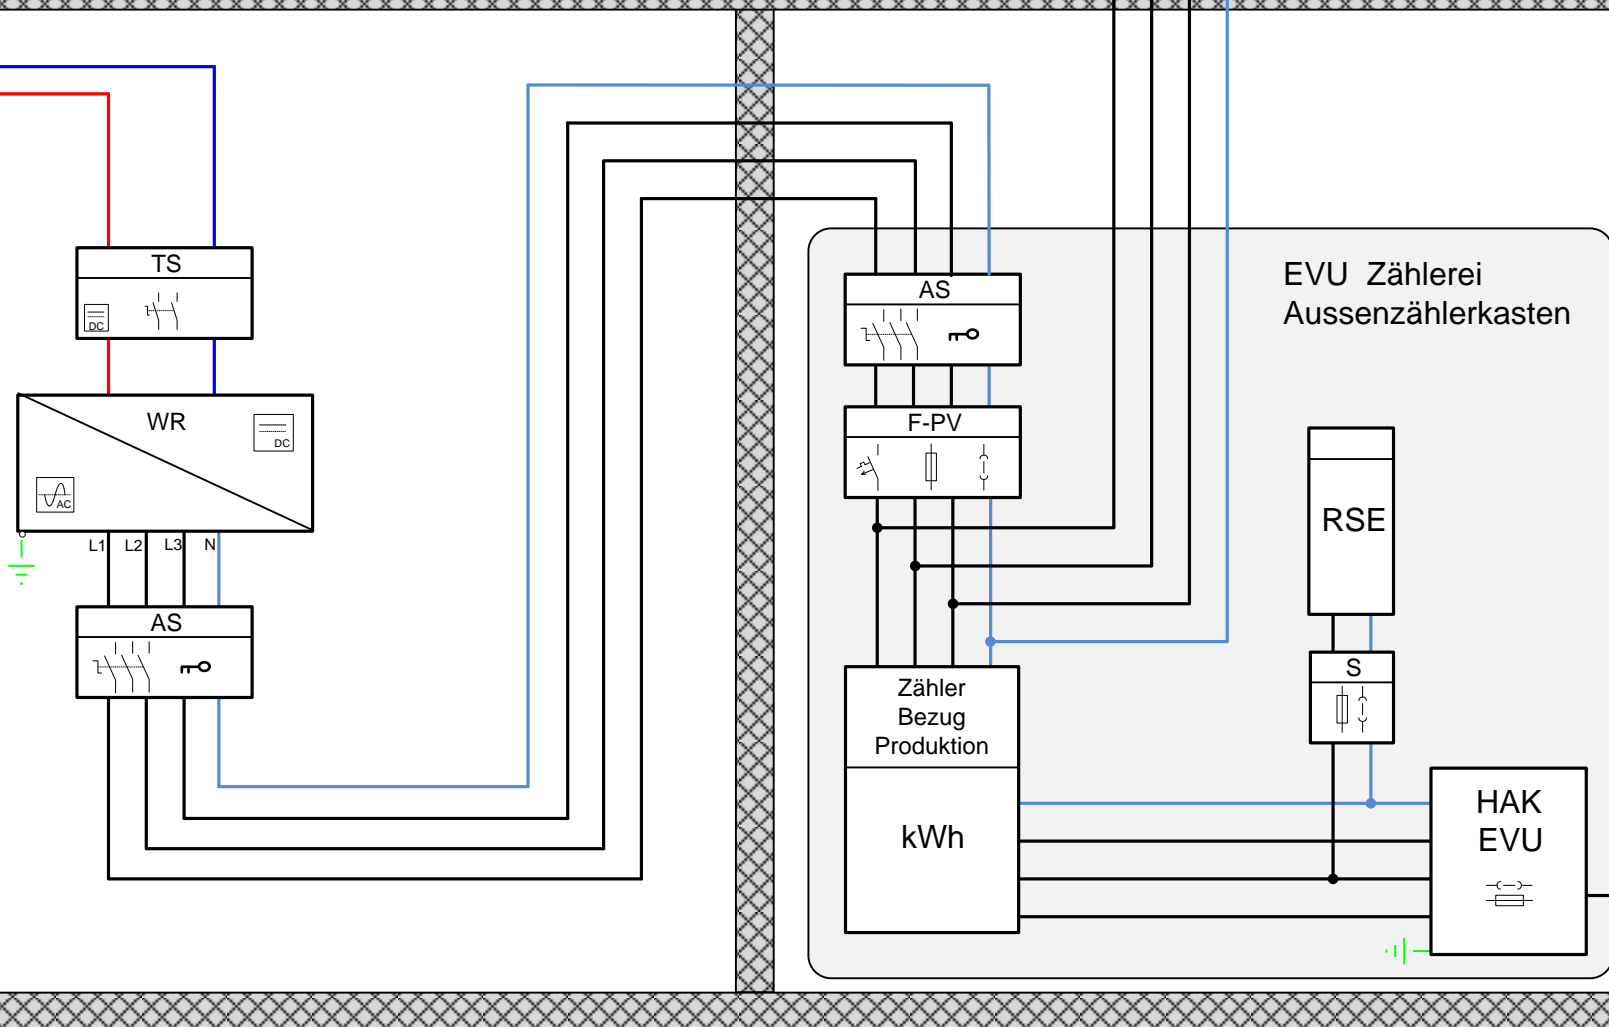 TS
DC
WR
DC
AC
L1 L2 L3 N
AS
AS
F-PV
Zähler
Bezug
Produktion
kWh
EVU Zählerei
Aussenzählerkasten
RSE
S
HAK
EVU